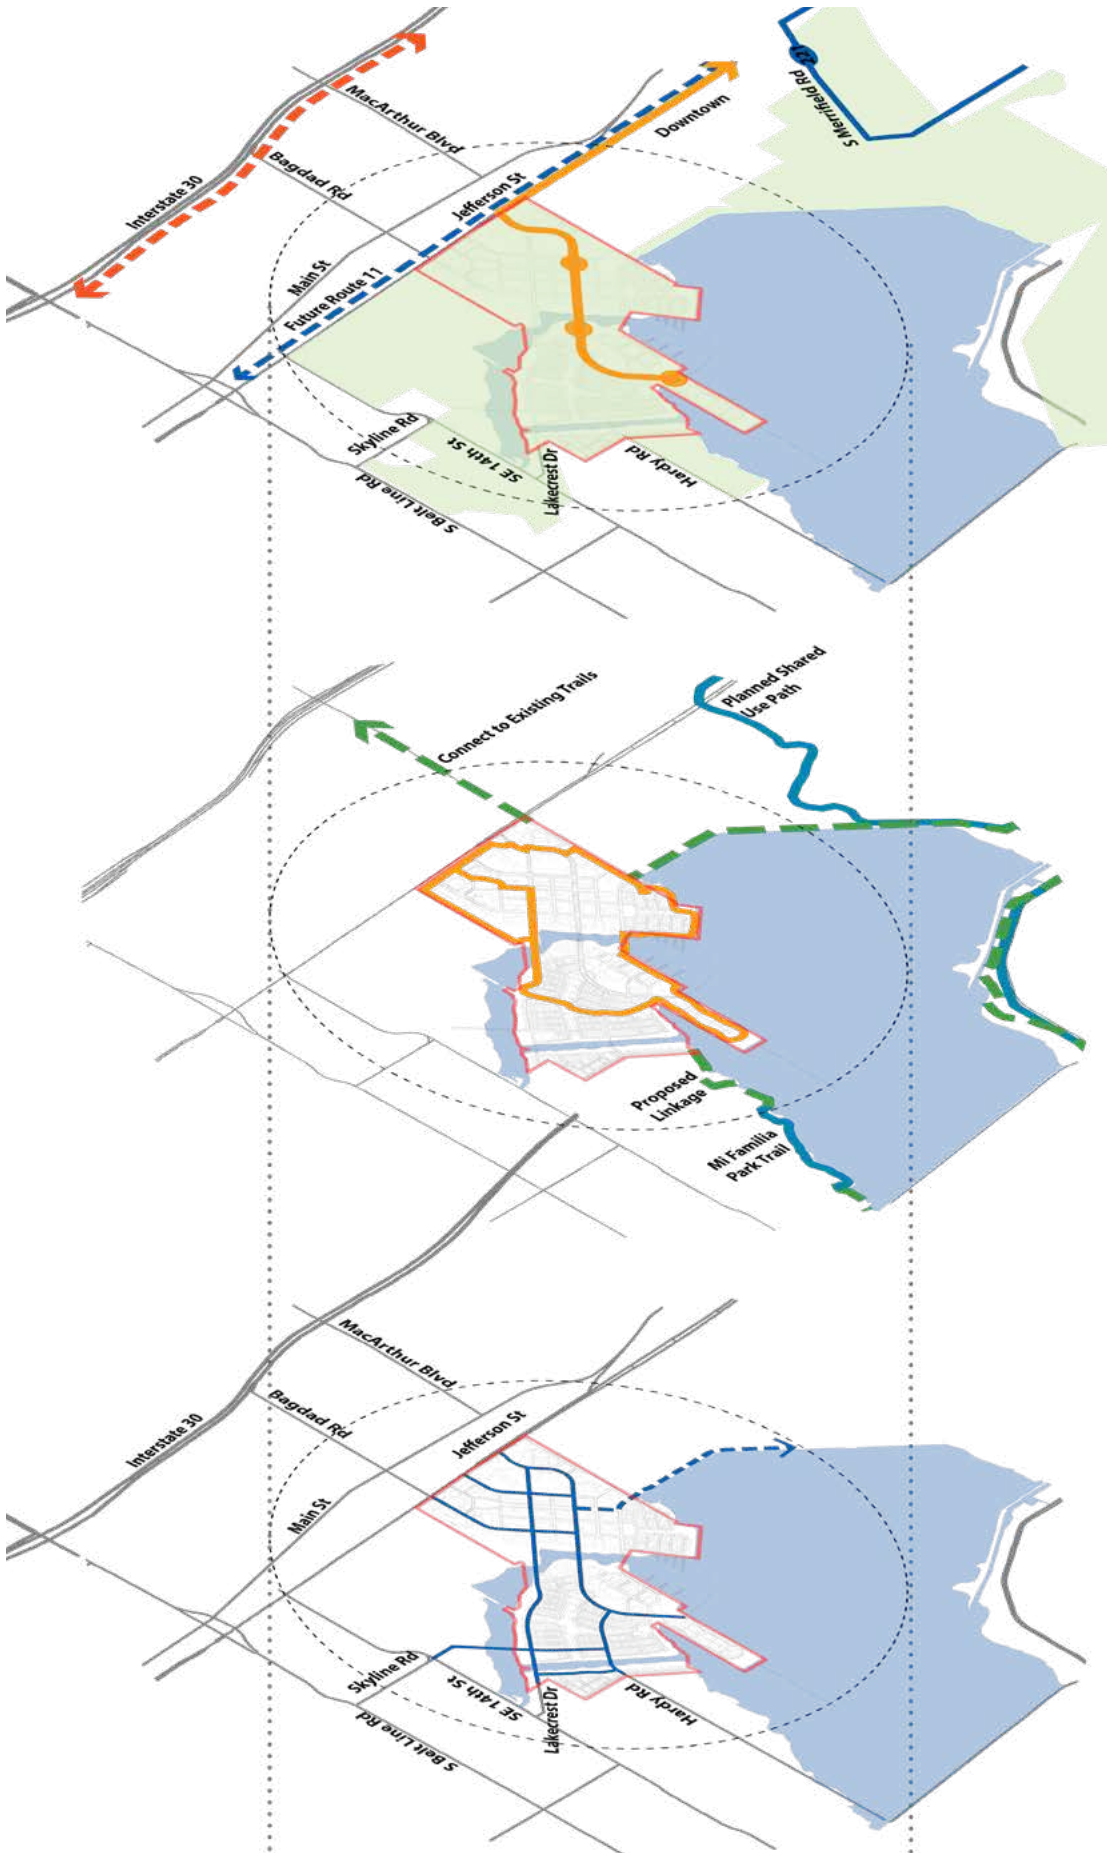 MacArthur Blvd
Bagdad Rd
Interstate 30
Main St
Jefferson St
Future Route 11
Downtown
S Merrifield Rd
221
Skyline Rd
SE 14th St
S Belt Line Rd
Lakecrest Dr
Hardy Rd
Connect to Existing Trails
Planned Shared
Use Path
Proposed
Linkage
Mi Familia
Park Trail
MacArthur Blvd
Bagdad Rd
Interstate 30
Main St
Jefferson St
Skyline Rd
SE 14th St
S Belt Line Rd
Lakecrest Dr
Hardy Rd